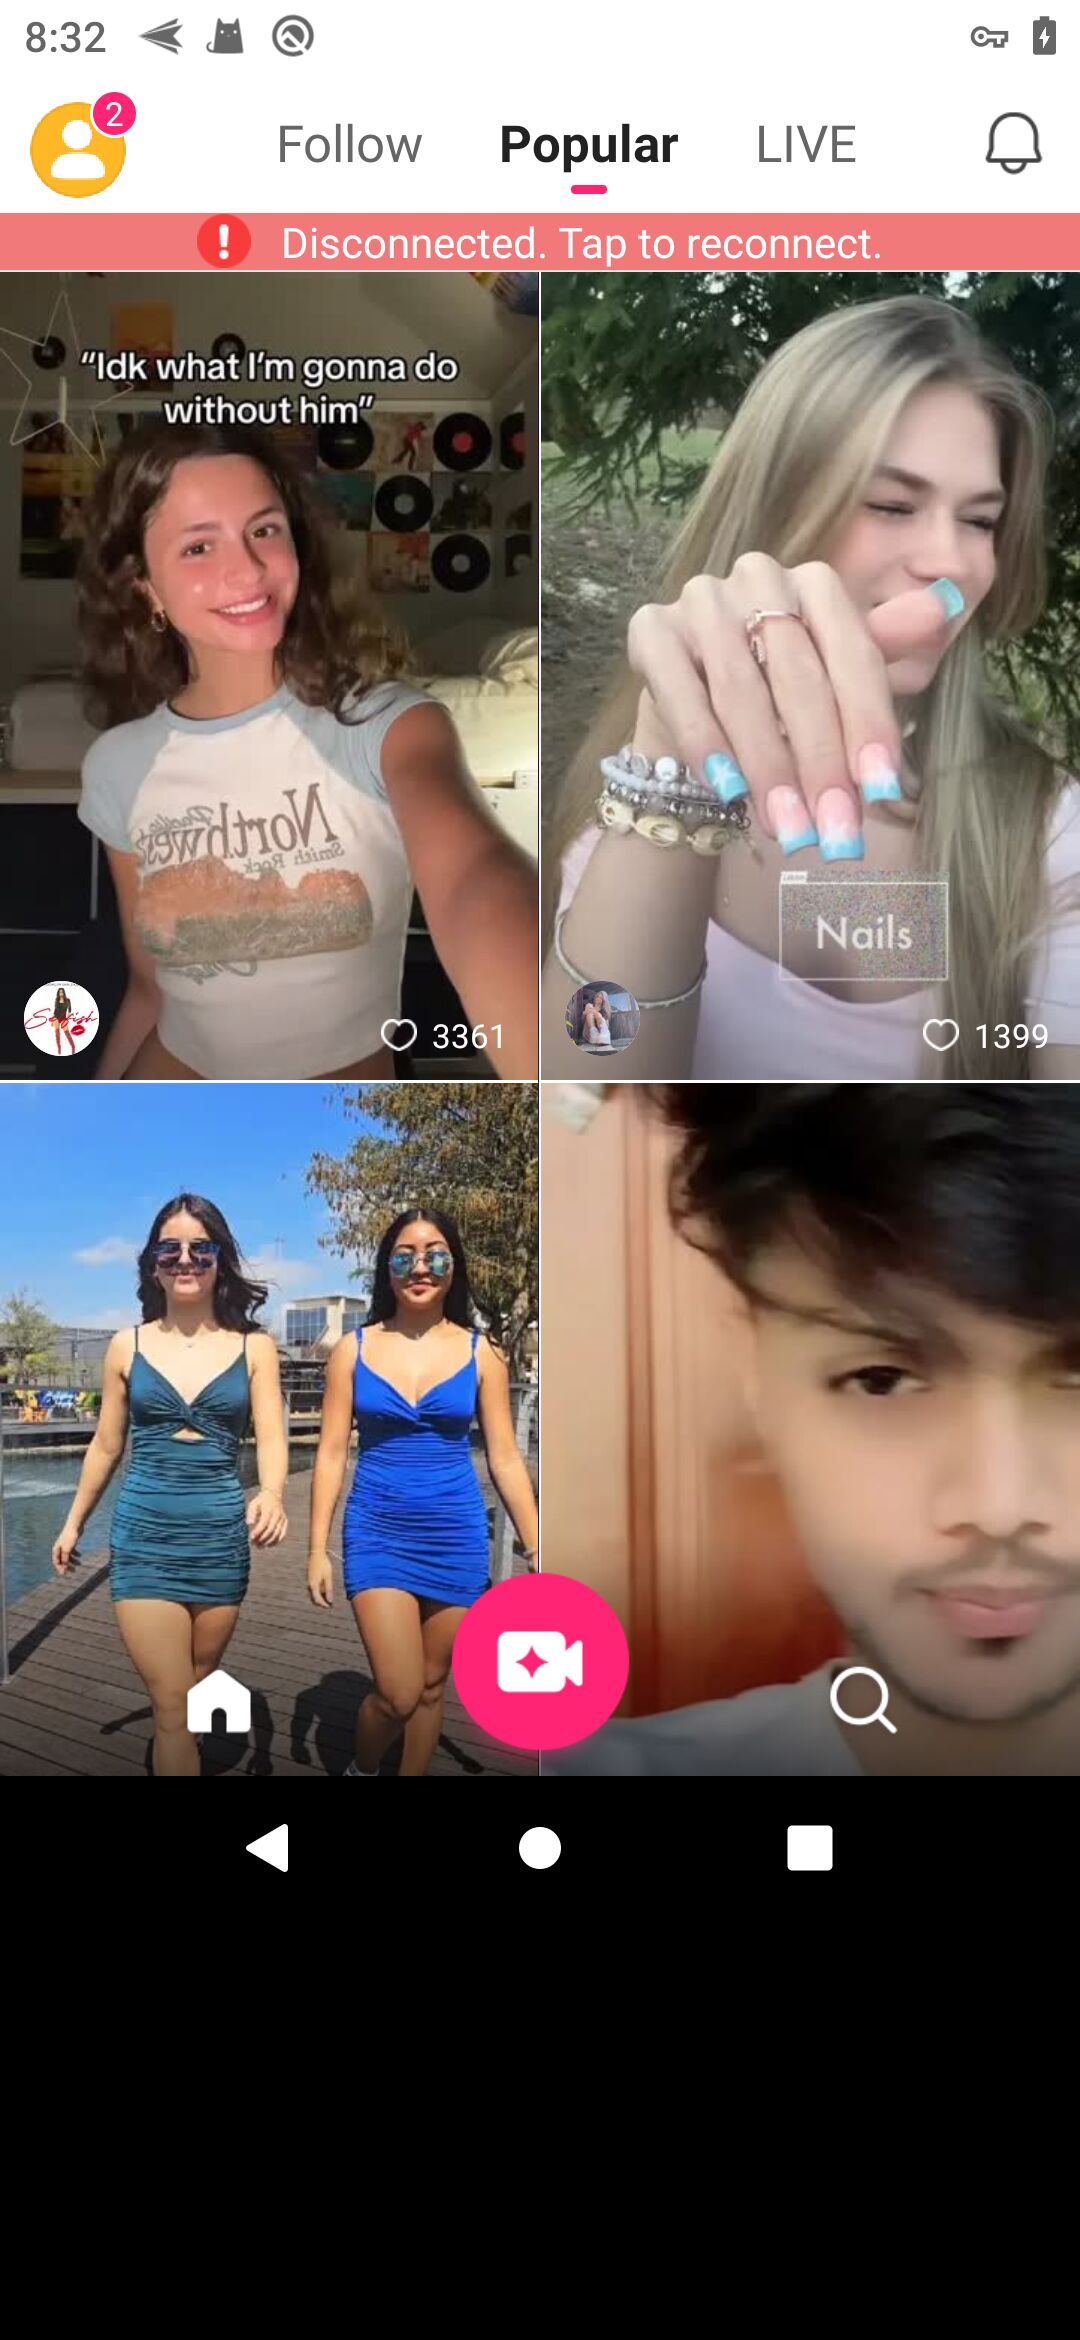 8:32
2
Follow Popular LIVE
Disconnected. Tap to reconnect.
“Idk what I’m gonna do
without him”
Northwest
Smith Rock
Nails
Selfish
3361
1399